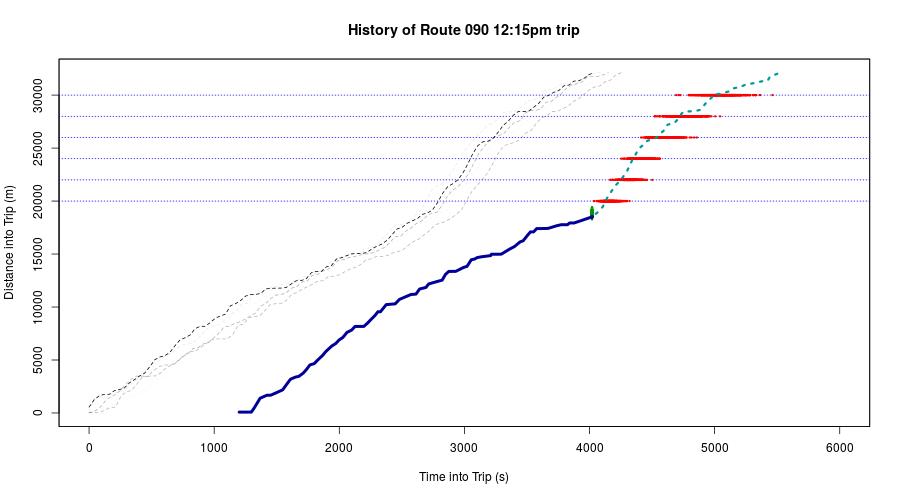 History of Route 090 12:15pm trip
Distance into Trip (m)
30000
25000
20000
15000
10000
5000
0
0 1000 2000 3000 4000 5000 6000
Time into Trip (s)